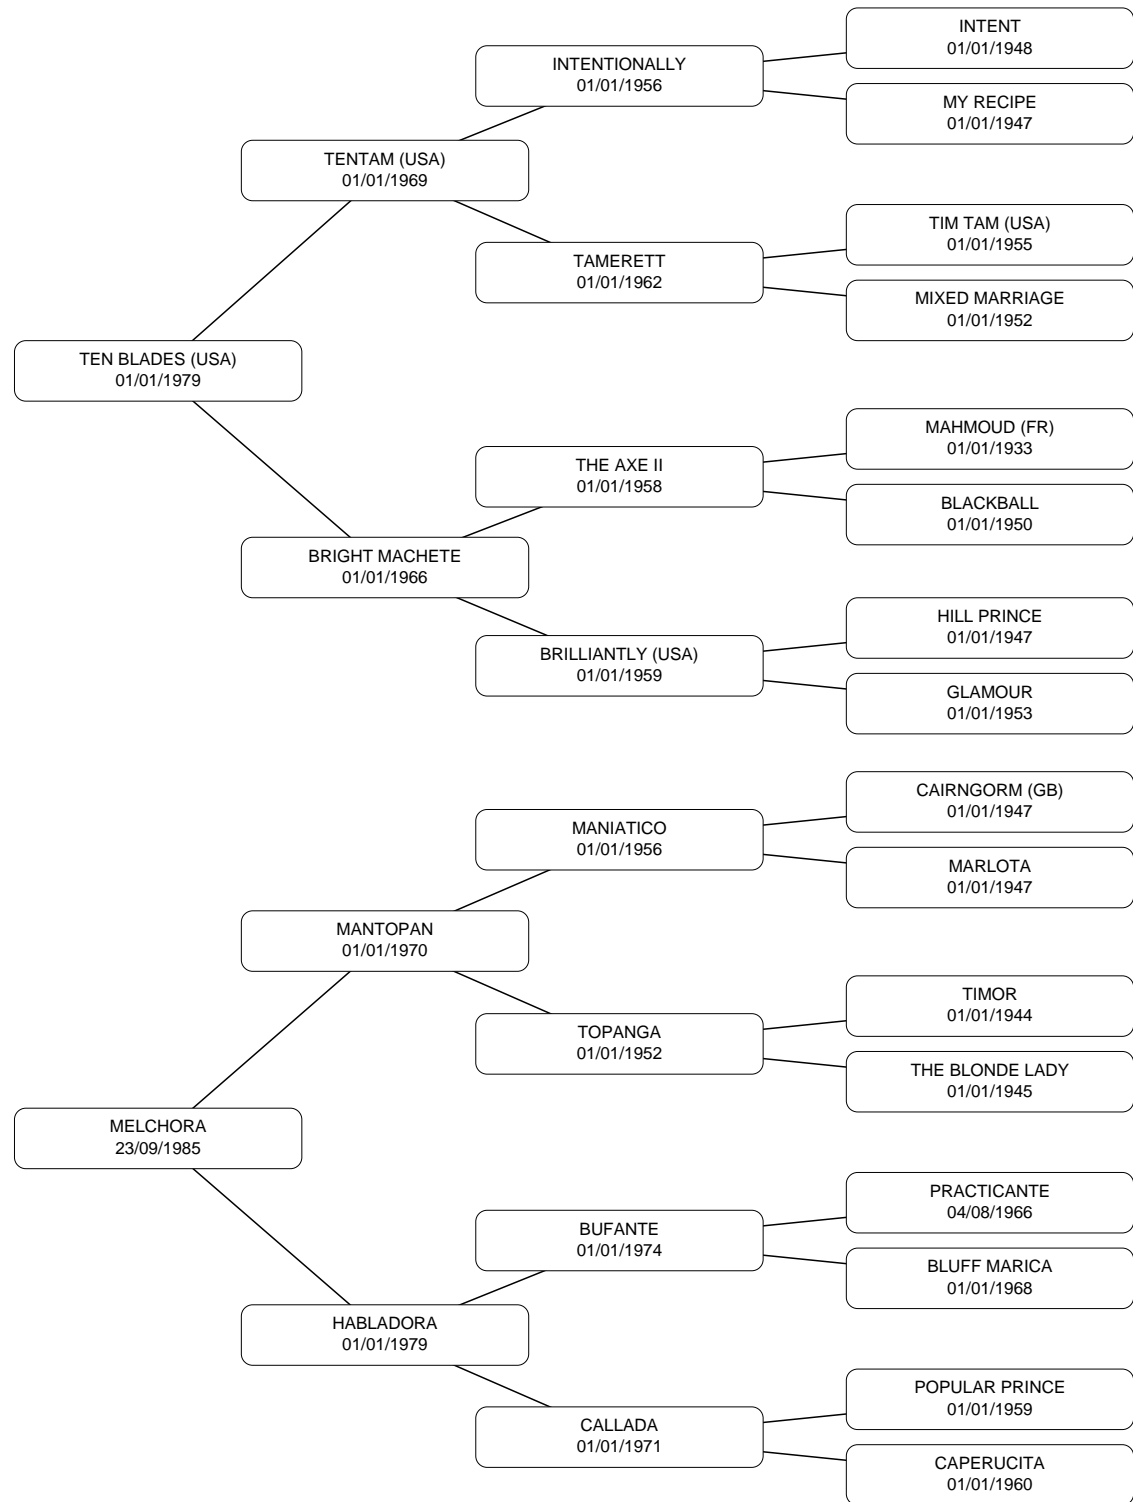 INTENT
01/01/1948
INTENTIONALLY
01/01/1956
MY RECIPE
01/01/1947
TENTAM (USA)
01/01/1969
TIM TAM (USA)
01/01/1955
TAMERETT
01/01/1962
MIXED MARRIAGE
01/01/1952
TEN BLADES (USA)
01/01/1979
MAHMOUD (FR)
01/01/1933
THE AXE II
01/01/1958
BLACKBALL
01/01/1950
BRIGHT MACHETE
01/01/1966
HILL PRINCE
01/01/1947
BRILLIANTLY (USA)
01/01/1959
GLAMOUR
01/01/1953
CAIRNGORM (GB)
01/01/1947
MANIATICO
01/01/1956
MARLOTA
01/01/1947
MANTOPAN
01/01/1970
TIMOR
01/01/1944
TOPANGA
01/01/1952
THE BLONDE LADY
01/01/1945
MELCHORA
23/09/1985
PRACTICANTE
04/08/1966
BUFANTE
01/01/1974
BLUFF MARICA
01/01/1968
HABLADORA
01/01/1979
POPULAR PRINCE
01/01/1959
CALLADA
01/01/1971
CAPERUCITA
01/01/1960